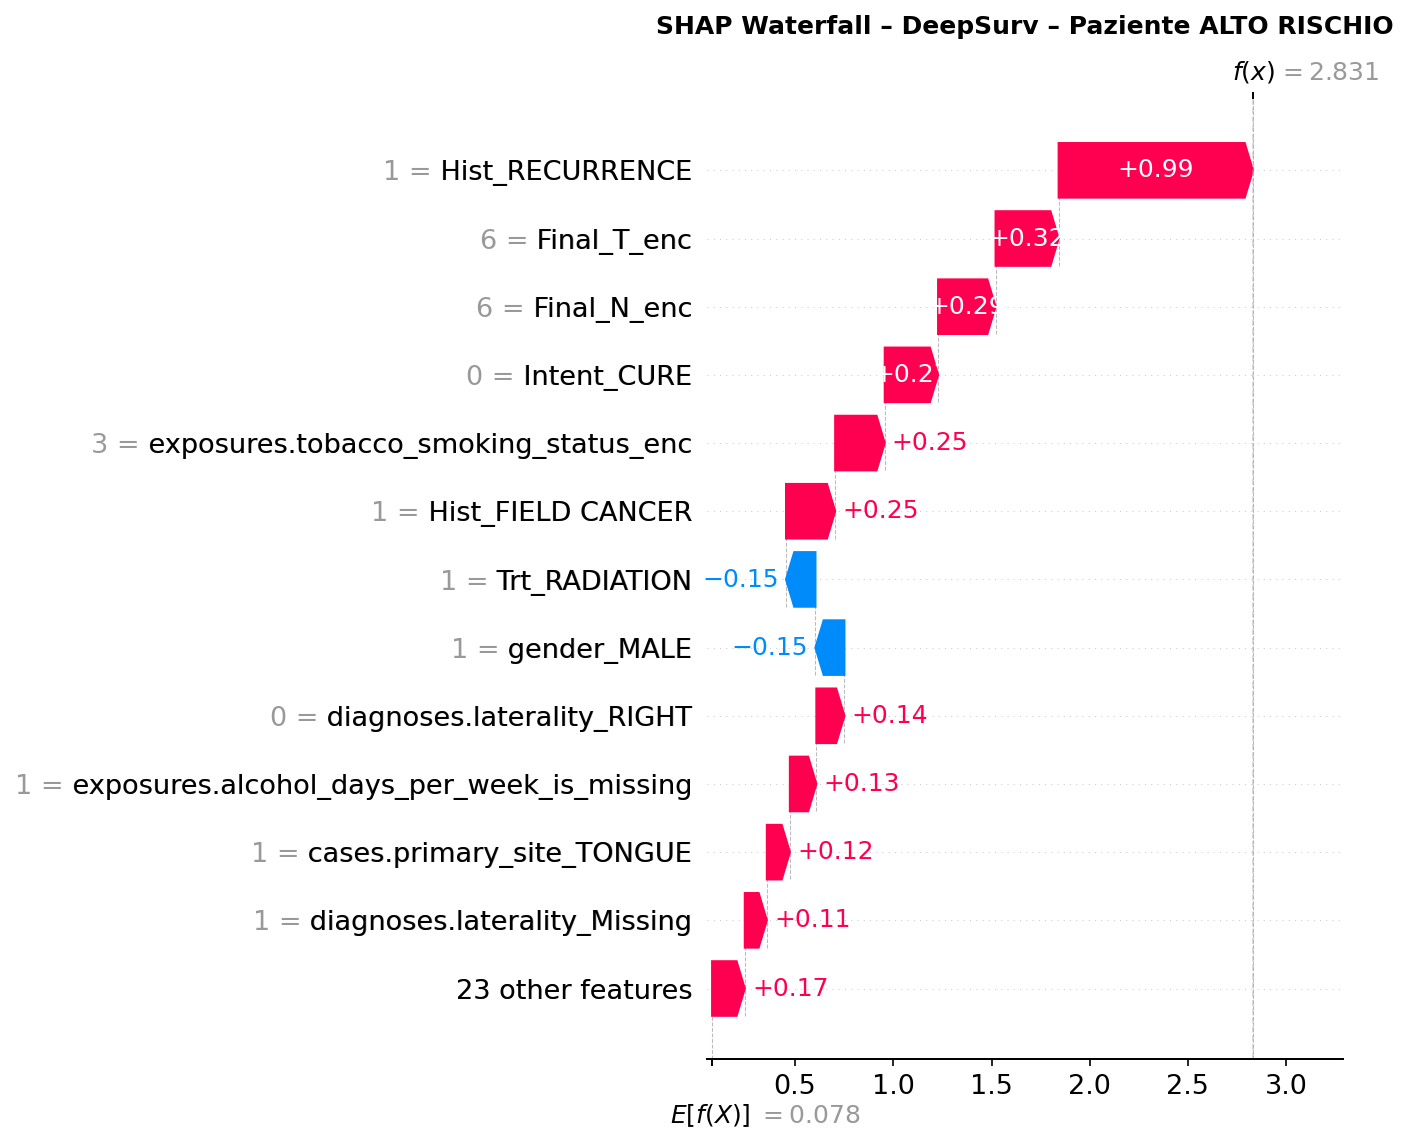 SHAP Waterfall – DeepSurv – Paziente ALTO RISCHIO
f(x) = 2.831
1 = Hist_RECURRENCE +0.99
6 = Final_T_enc +0.32
6 = Final_N_enc +0.29
0 = Intent_CURE +0.2
3 = exposures.tobacco_smoking_status_enc +0.25
1 = Hist_FIELD CANCER +0.25
1 = Trt_RADIATION −0.15
1 = gender_MALE −0.15
0 = diagnoses.laterality_RIGHT +0.14
1 = exposures.alcohol_days_per_week_is_missing +0.13
1 = cases.primary_site_TONGUE +0.12
1 = diagnoses.laterality_Missing +0.11
23 other features +0.17
0.5 1.0 1.5 2.0 2.5 3.0
E[f(X)] = 0.078